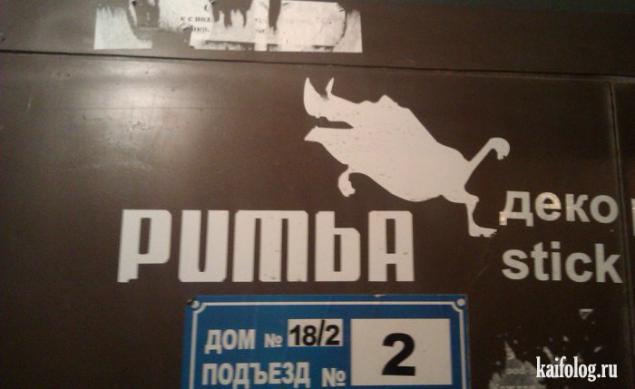 PUMbA
деко
stick
ДОМ № 18/2
ПОДЪЕЗД № 2
kaifolog.ru